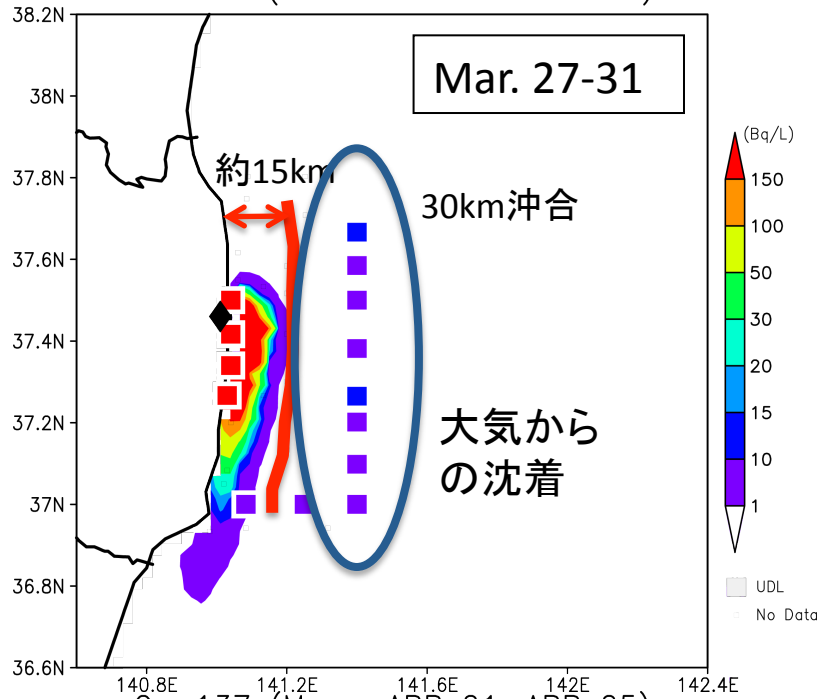 38.2N
Mar. 27-31
38N
(Bq/L)
37.8N
約15km
30km沖合
150
100
37.6N
50
30
37.4N
20
15
37.2N
大気から
の沈着
10
37N
1
UDL
36.8N
No Data
36.6N
140.8E
141.2E
141.6E
142E
142.4E